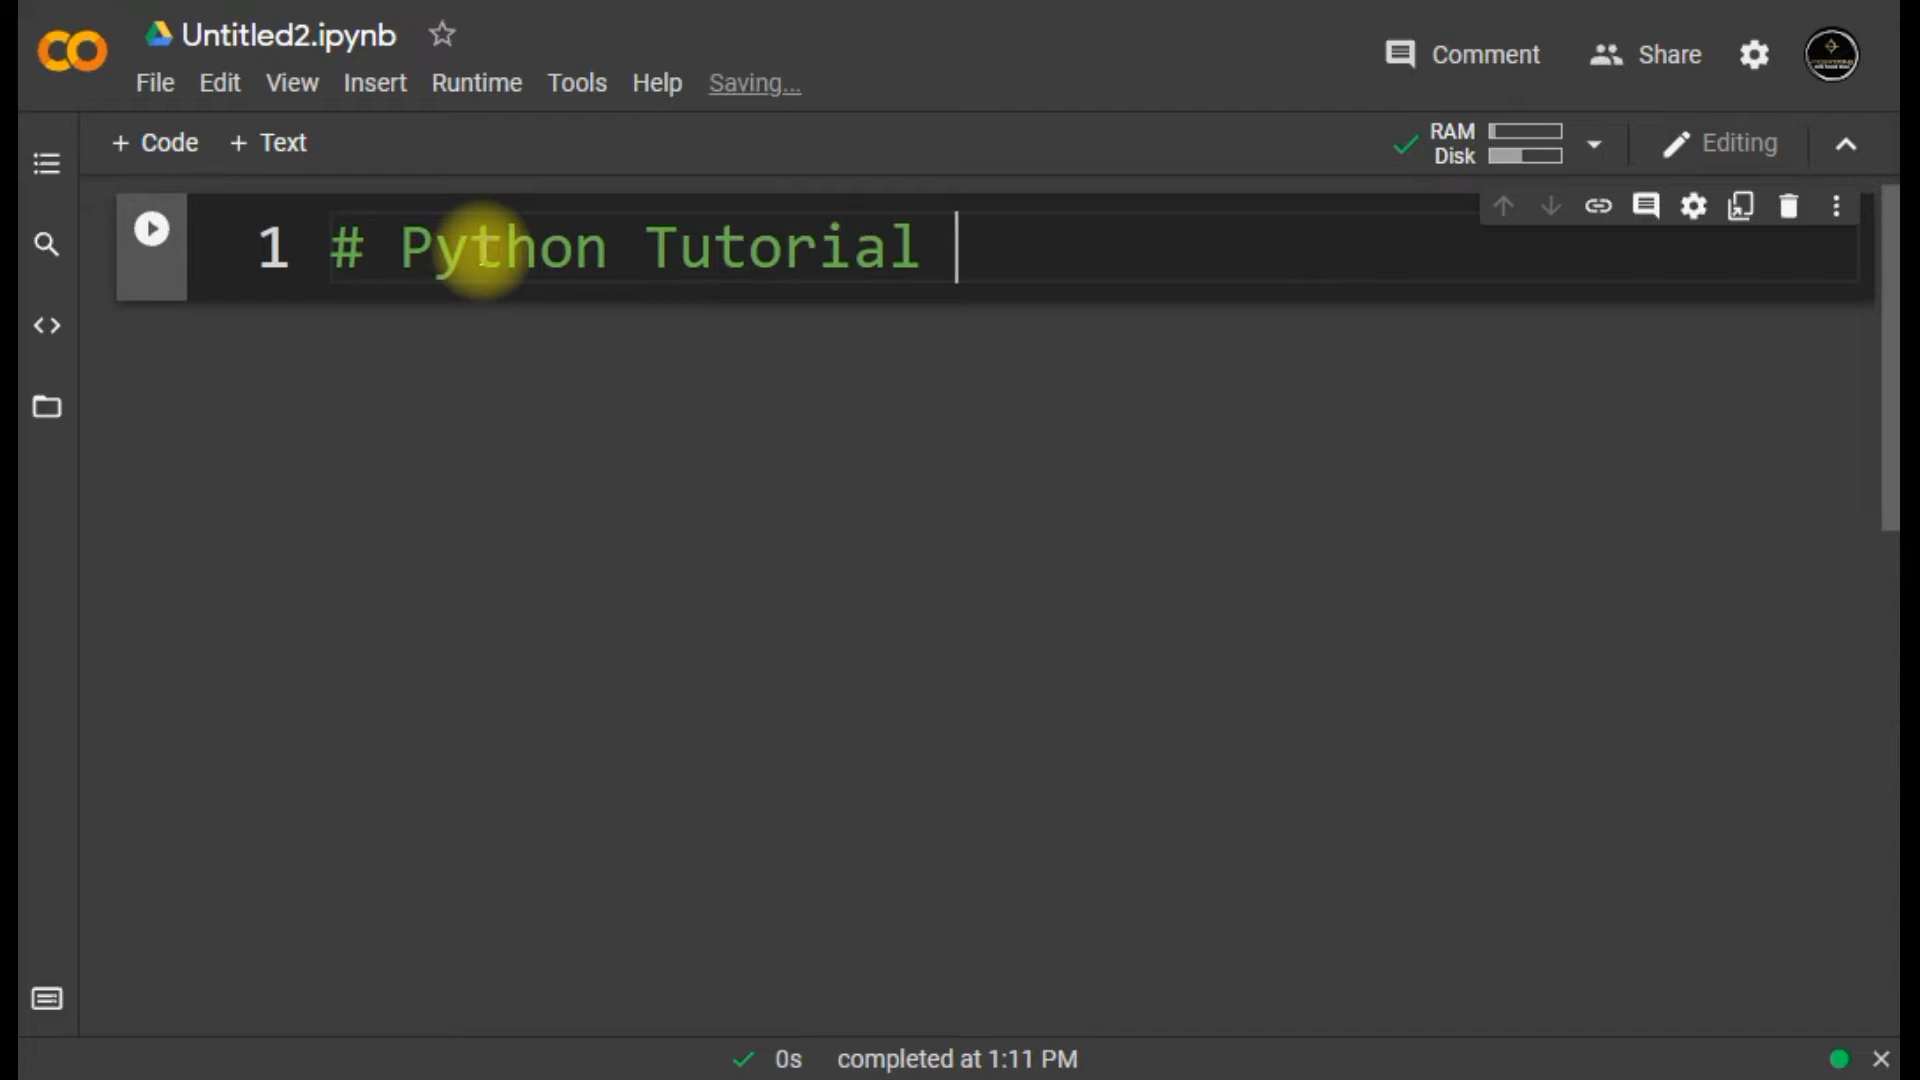 Untitled2.ipynb
File Edit View Insert Runtime Tools Help Saving...
Comment Share
+ Code + Text
RAM
Disk
Editing
1 # Python Tutorial
0s completed at 1:11 PM